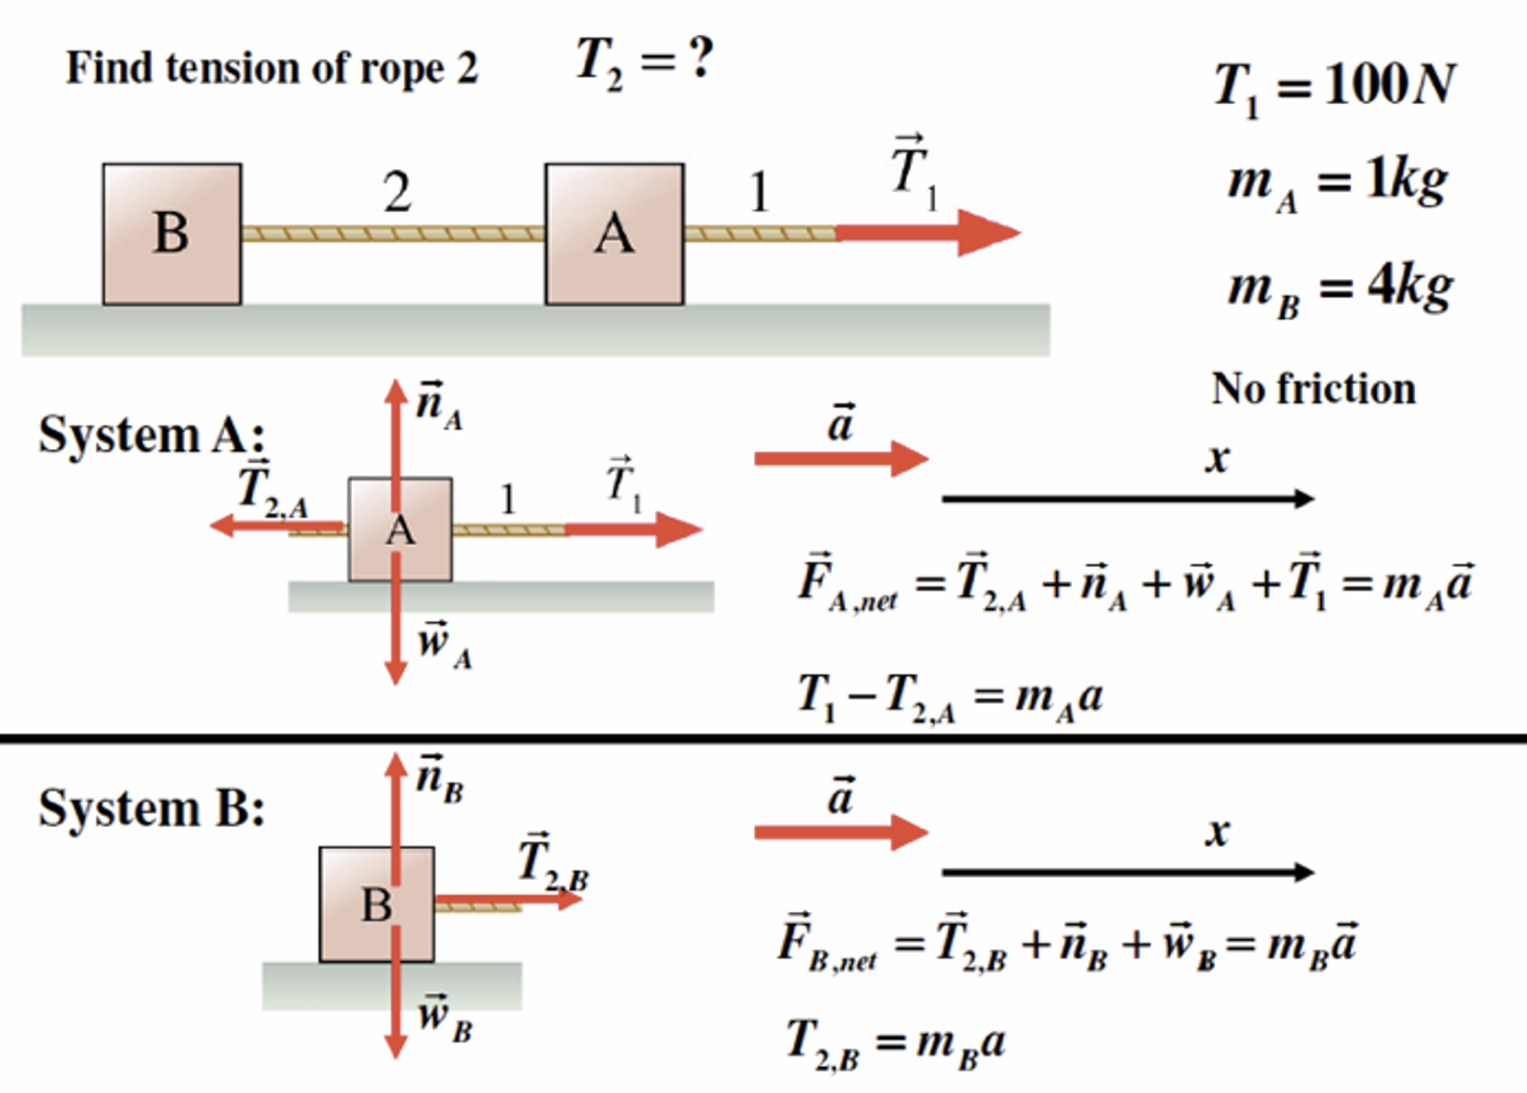 Find tension of rope 2 T₂ = ?
T₁ = 100N
m_A = 1kg
m_B = 4kg
No friction
B 2 A 1 T⃗₁
System A:
n⃗_A
T⃗_{2,A}
A 1 T⃗₁
w⃗_A
a⃗
x
F⃗_{A,net} = T⃗_{2,A} + n⃗_A + w⃗_A + T⃗₁ = m_A a⃗
T₁ − T_{2,A} = m_A a
System B:
n⃗_B
T⃗_{2,B}
B
w⃗_B
a⃗
x
F⃗_{B,net} = T⃗_{2,B} + n⃗_B + w⃗_B = m_B a⃗
T_{2,B} = m_B a